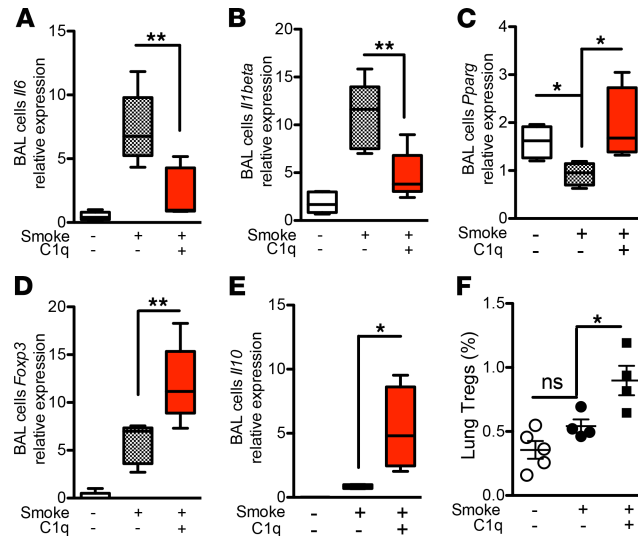 A
BAL cells Il6
relative expression
15
10
5
0
**
Smoke - + +
C1q - - +
B
BAL cells Il1beta
relative expression
20
15
10
5
0
**
Smoke - + +
C1q - - +
C
BAL cells Pparg
relative expression
4
3
2
1
0
*
*
Smoke - + +
C1q - - +
D
BAL cells Foxp3
relative expression
20
15
10
5
0
**
Smoke - + +
C1q - - +
E
BAL cells Il10
relative expression
15
10
5
0
*
Smoke - + +
C1q - - +
F
Lung Tregs (%)
1.5
1.0
0.5
0.0
ns
*
Smoke - + +
C1q - - +